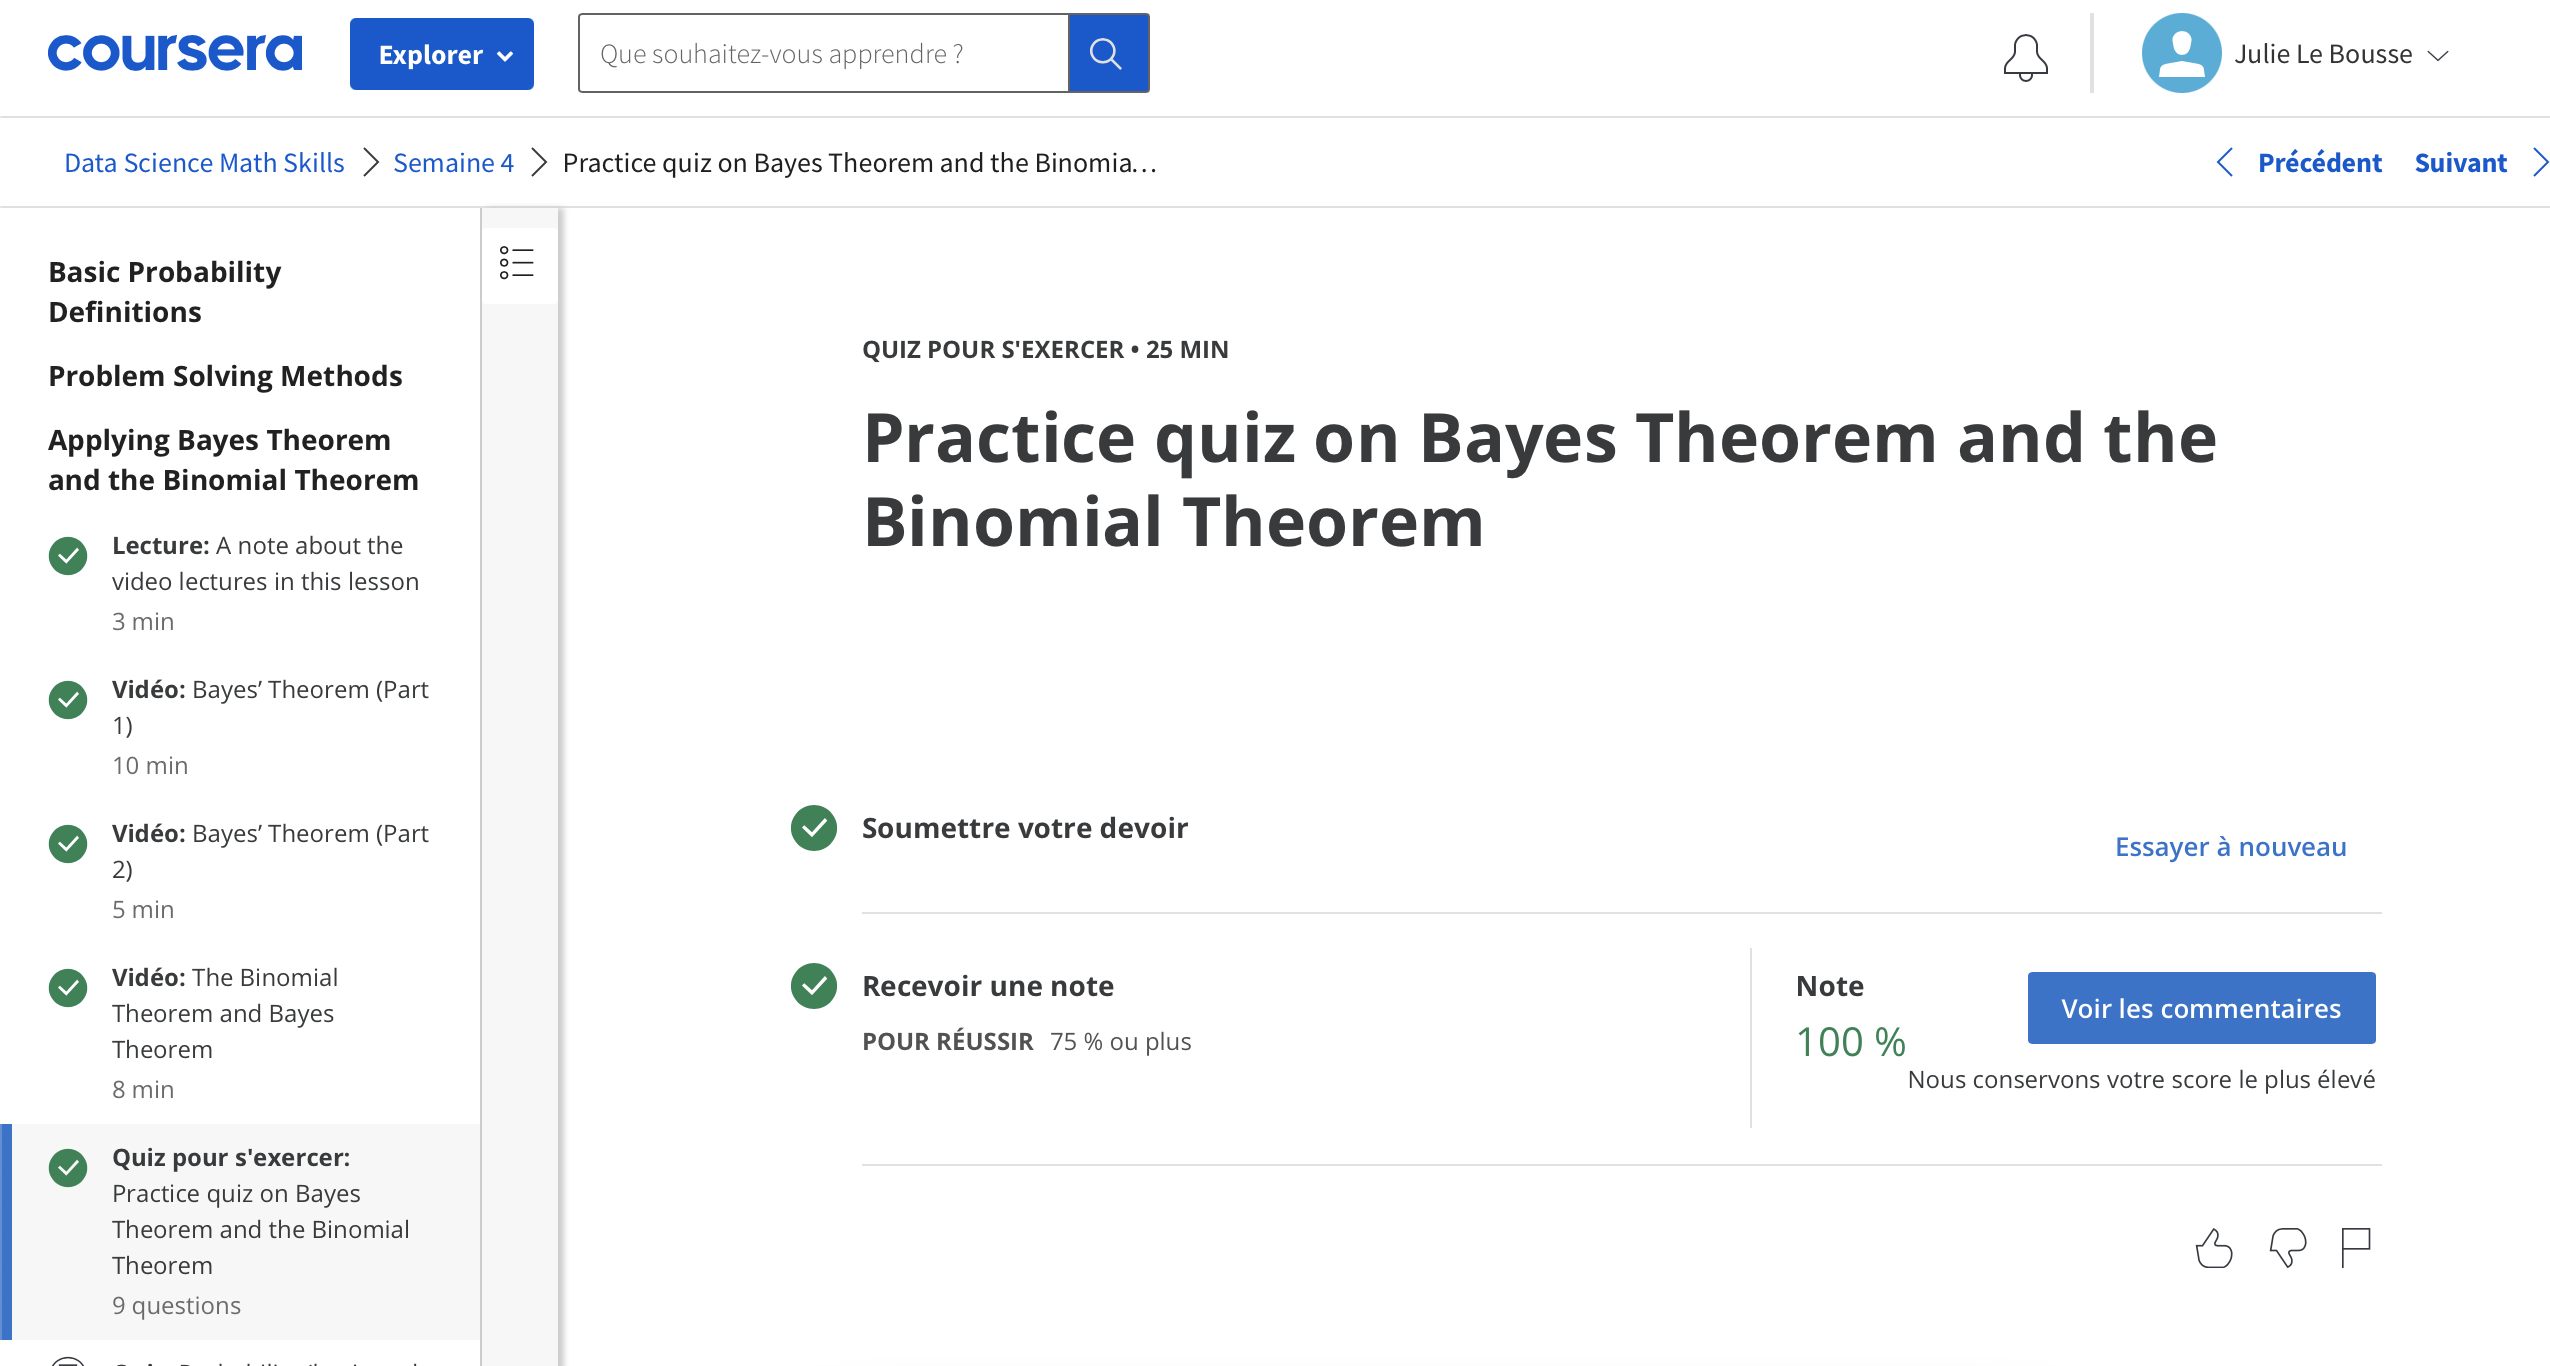 coursera
Explorer
Que souhaitez-vous apprendre ?
Julie Le Bousse
Data Science Math Skills
Semaine 4
Practice quiz on Bayes Theorem and the Binomia…
Précédent
Suivant
Basic Probability
Definitions
Problem Solving Methods
Applying Bayes Theorem
and the Binomial Theorem
Lecture: A note about the
video lectures in this lesson
3 min
Vidéo: Bayes’ Theorem (Part
1)
10 min
Vidéo: Bayes’ Theorem (Part
2)
5 min
Vidéo: The Binomial
Theorem and Bayes
Theorem
8 min
Quiz pour s'exercer:
Practice quiz on Bayes
Theorem and the Binomial
Theorem
9 questions
QUIZ POUR S'EXERCER • 25 MIN
Practice quiz on Bayes Theorem and the
Binomial Theorem
Soumettre votre devoir
Essayer à nouveau
Recevoir une note
POUR RÉUSSIR 75 % ou plus
Note
100 %
Voir les commentaires
Nous conservons votre score le plus élevé